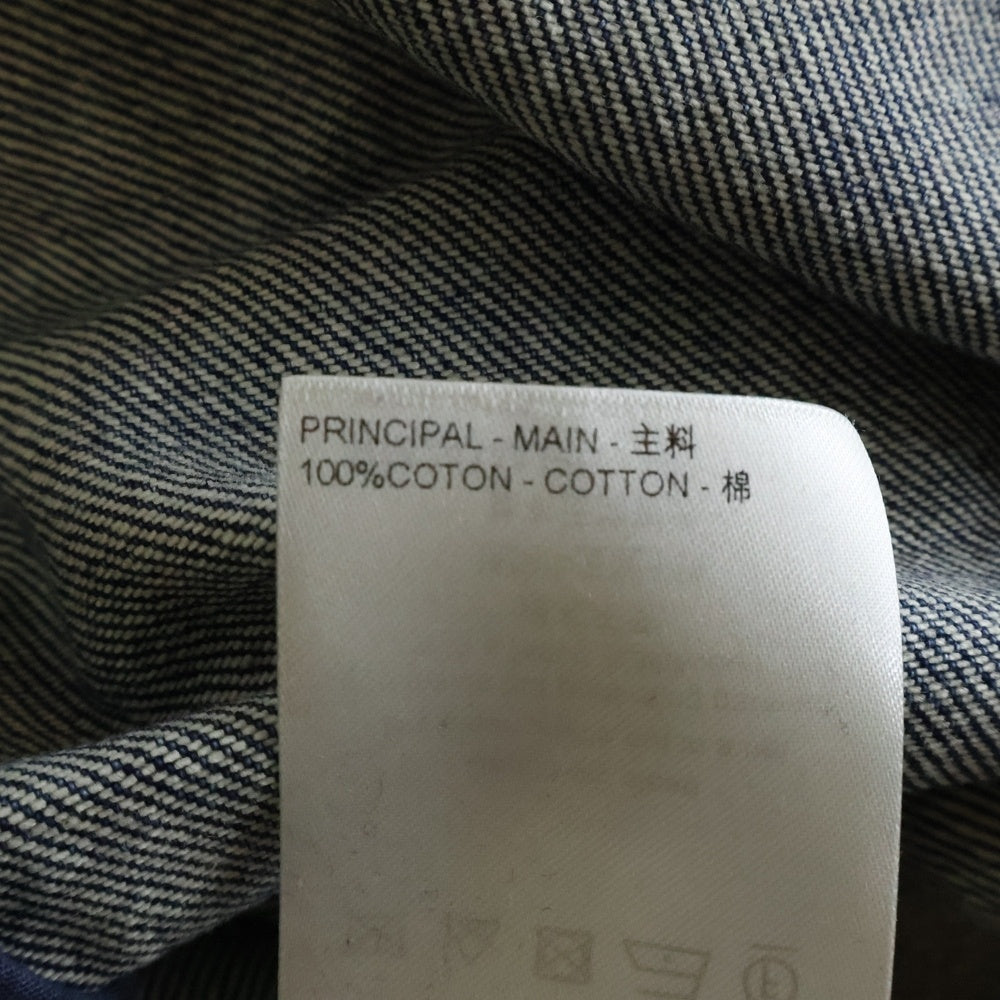 PRINCIPAL - MAIN - 主料
100%COTON - COTTON - 棉